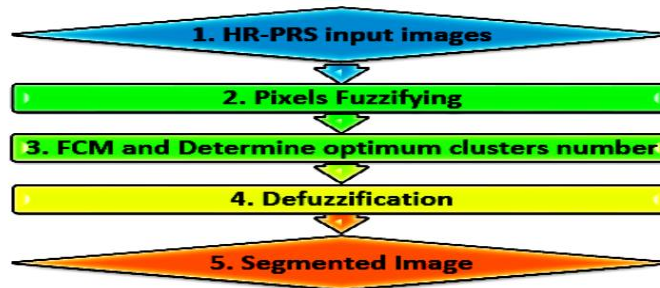 1. HR-PRS input images
2. Pixels Fuzzifying
3. FCM and Determine optimum clusters number
4. Defuzzification
5. Segmented Image